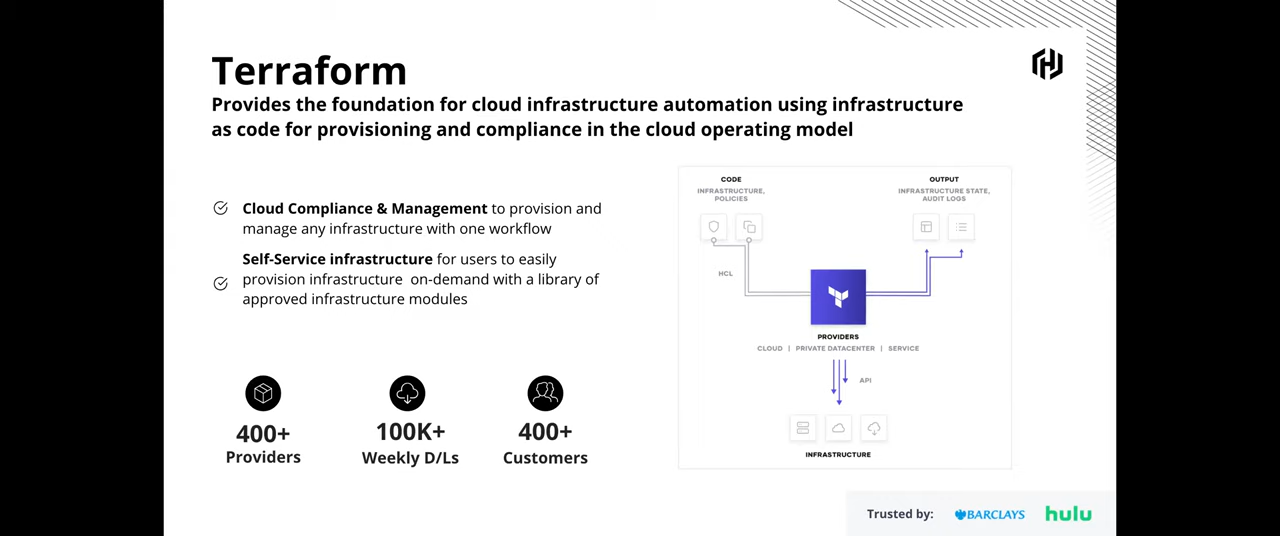 Terraform
Provides the foundation for cloud infrastructure automation using infrastructure
as code for provisioning and compliance in the cloud operating model
Cloud Compliance & Management to provision and
manage any infrastructure with one workflow
Self-Service infrastructure for users to easily
provision infrastructure on-demand with a library of
approved infrastructure modules
400+
Providers
100K+
Weekly D/Ls
400+
Customers
CODE
INFRASTRUCTURE,
POLICIES
OUTPUT
INFRASTRUCTURE STATE,
AUDIT LOGS
HCL
PROVIDERS
CLOUD | PRIVATE DATACENTER | SERVICE
API
INFRASTRUCTURE
Trusted by: BARCLAYS hulu